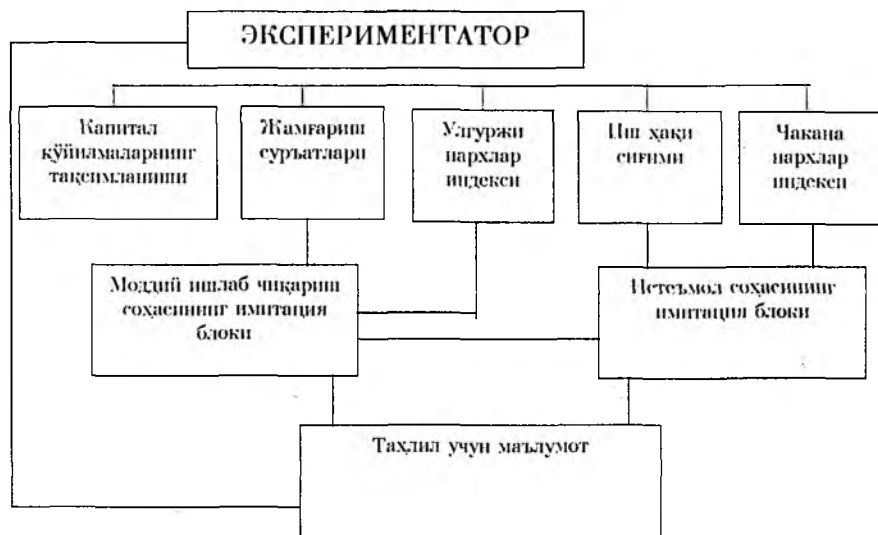 ЭКСПЕРИМЕНТАТОР
Капитал
қўйилмаларнинг
тақсимланиши
Жамғариш
суръатлари
Улгуржи
нархлар
индекси
Иш ҳақи
сиғими
Чакана
нархлар
индекси
Моддий ишлаб чиқариш
соҳасининг имитация
блоки
Истеъмол соҳасининг
имитация блоки
Таҳлил учун маълумот